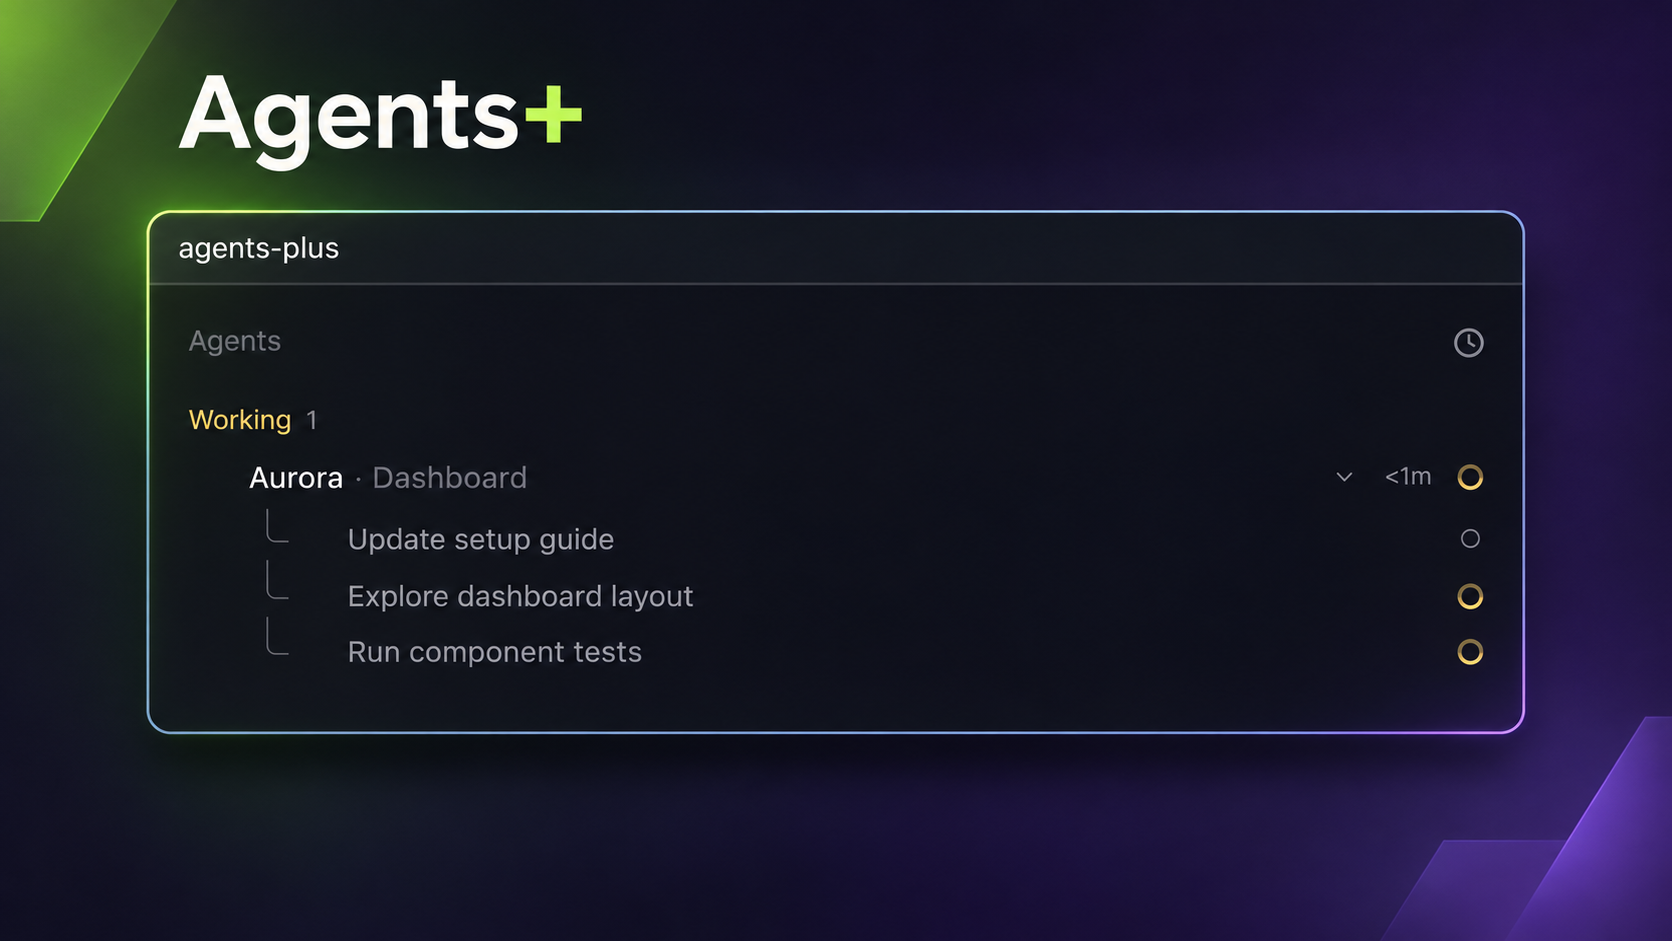 Agents+
agents-plus
Agents
Working 1
Aurora · Dashboard <1m
Update setup guide
Explore dashboard layout
Run component tests